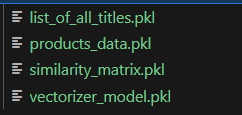 list_of_all_titles.pkl
products_data.pkl
similarity_matrix.pkl
vectorizer_model.pkl